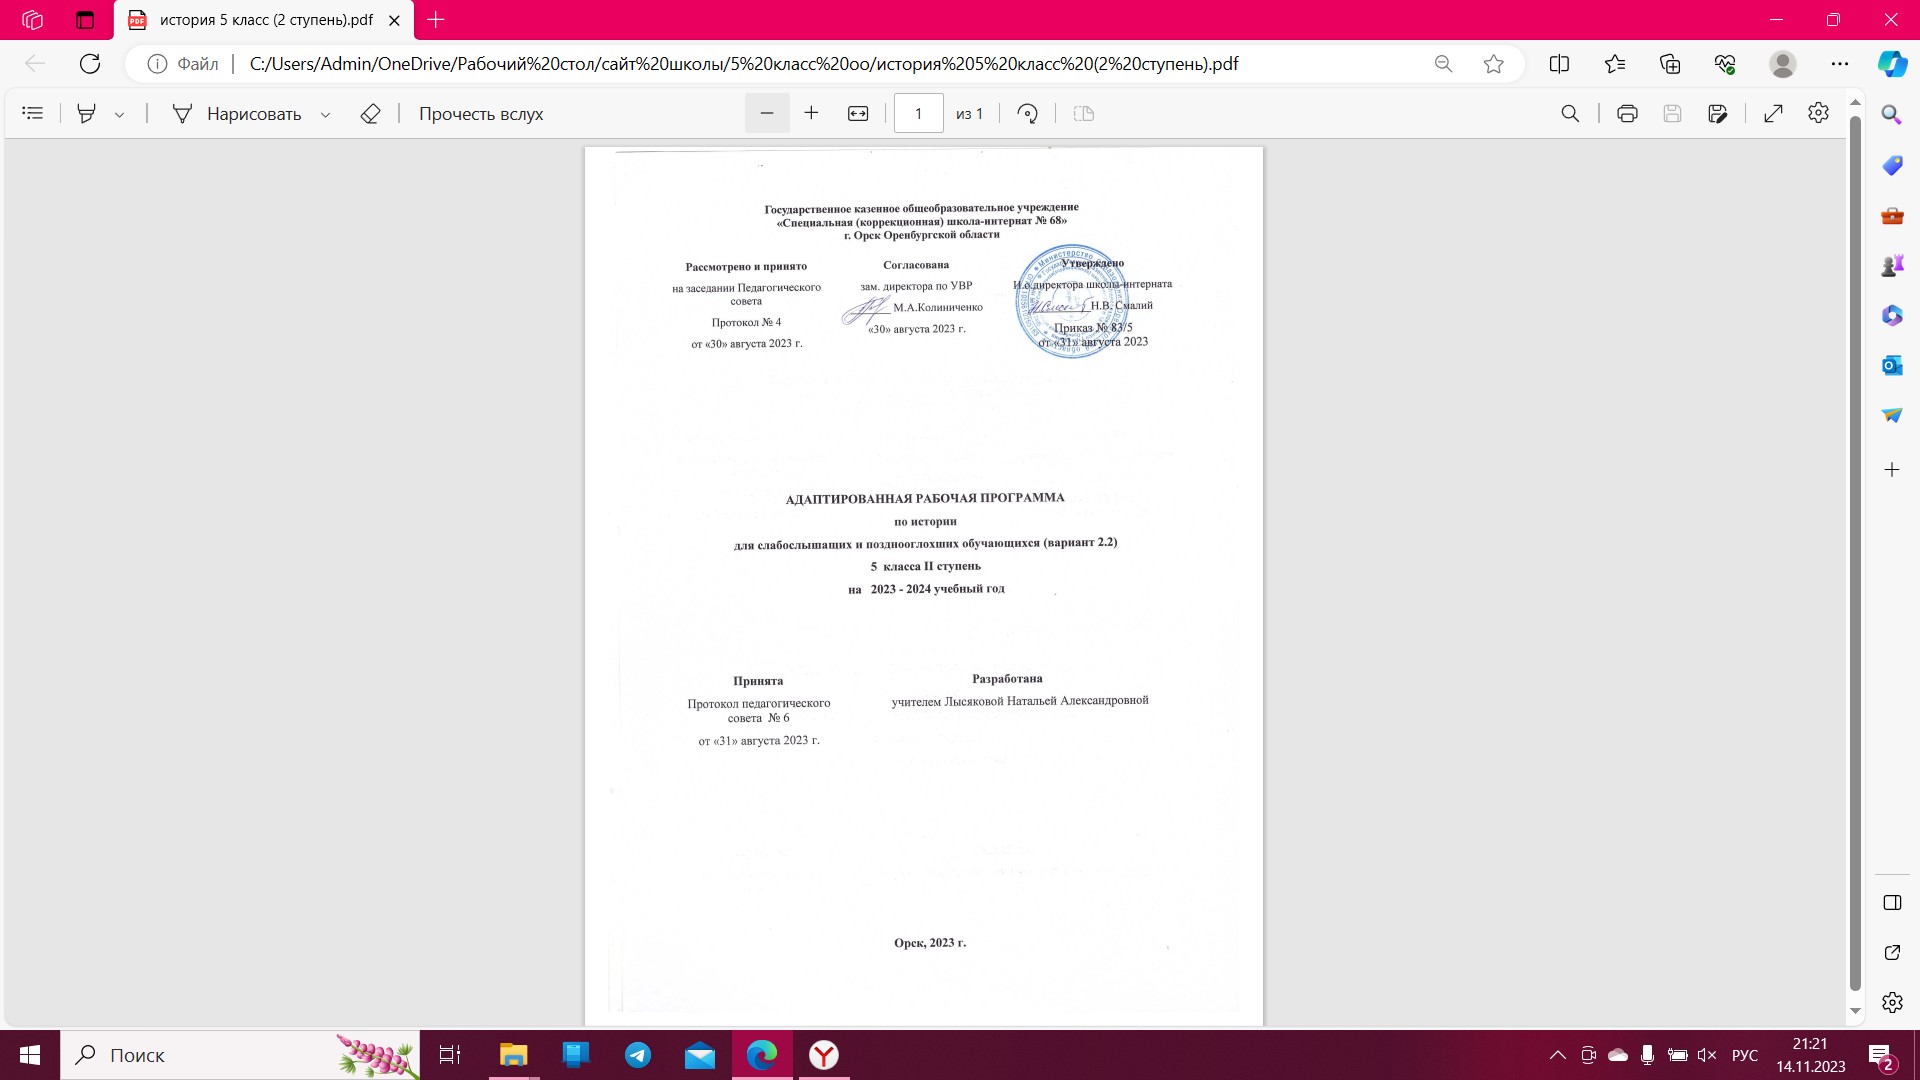 история 5 класс (2 ступень).pdf
Файл
C:/Users/Admin/OneDrive/Рабочий%20стол/сайт%20школы/5%20класс%20оо/история%205%20класс%20(2%20ступень).pdf
Нарисовать
Прочесть вслух
1 из 1
Государственное казенное общеобразовательное учреждение
«Специальная (коррекционная) школа-интернат № 68»
г. Орск Оренбургской области
Рассмотрено и принято
на заседании Педагогического
совета
Протокол № 4
от «30» августа 2023 г.
Согласована
зам. директора по УВР
М.А.Колиниченко
«30» августа 2023 г.
Утверждено
И.о.директора школы-интерната
Н.В. Смалий
Приказ № 83/5
от «31» августа 2023
АДАПТИРОВАННАЯ РАБОЧАЯ ПРОГРАММА
по истории
для слабослышащих и позднооглохших обучающихся (вариант 2.2)
5 класса II ступень
на 2023 - 2024 учебный год
Принята
Протокол педагогического
совета № 6
от «31» августа 2023 г.
Разработана
учителем Лысяковой Натальей Александровной
Орск, 2023 г.
Поиск
РУС
21:21
14.11.2023
2